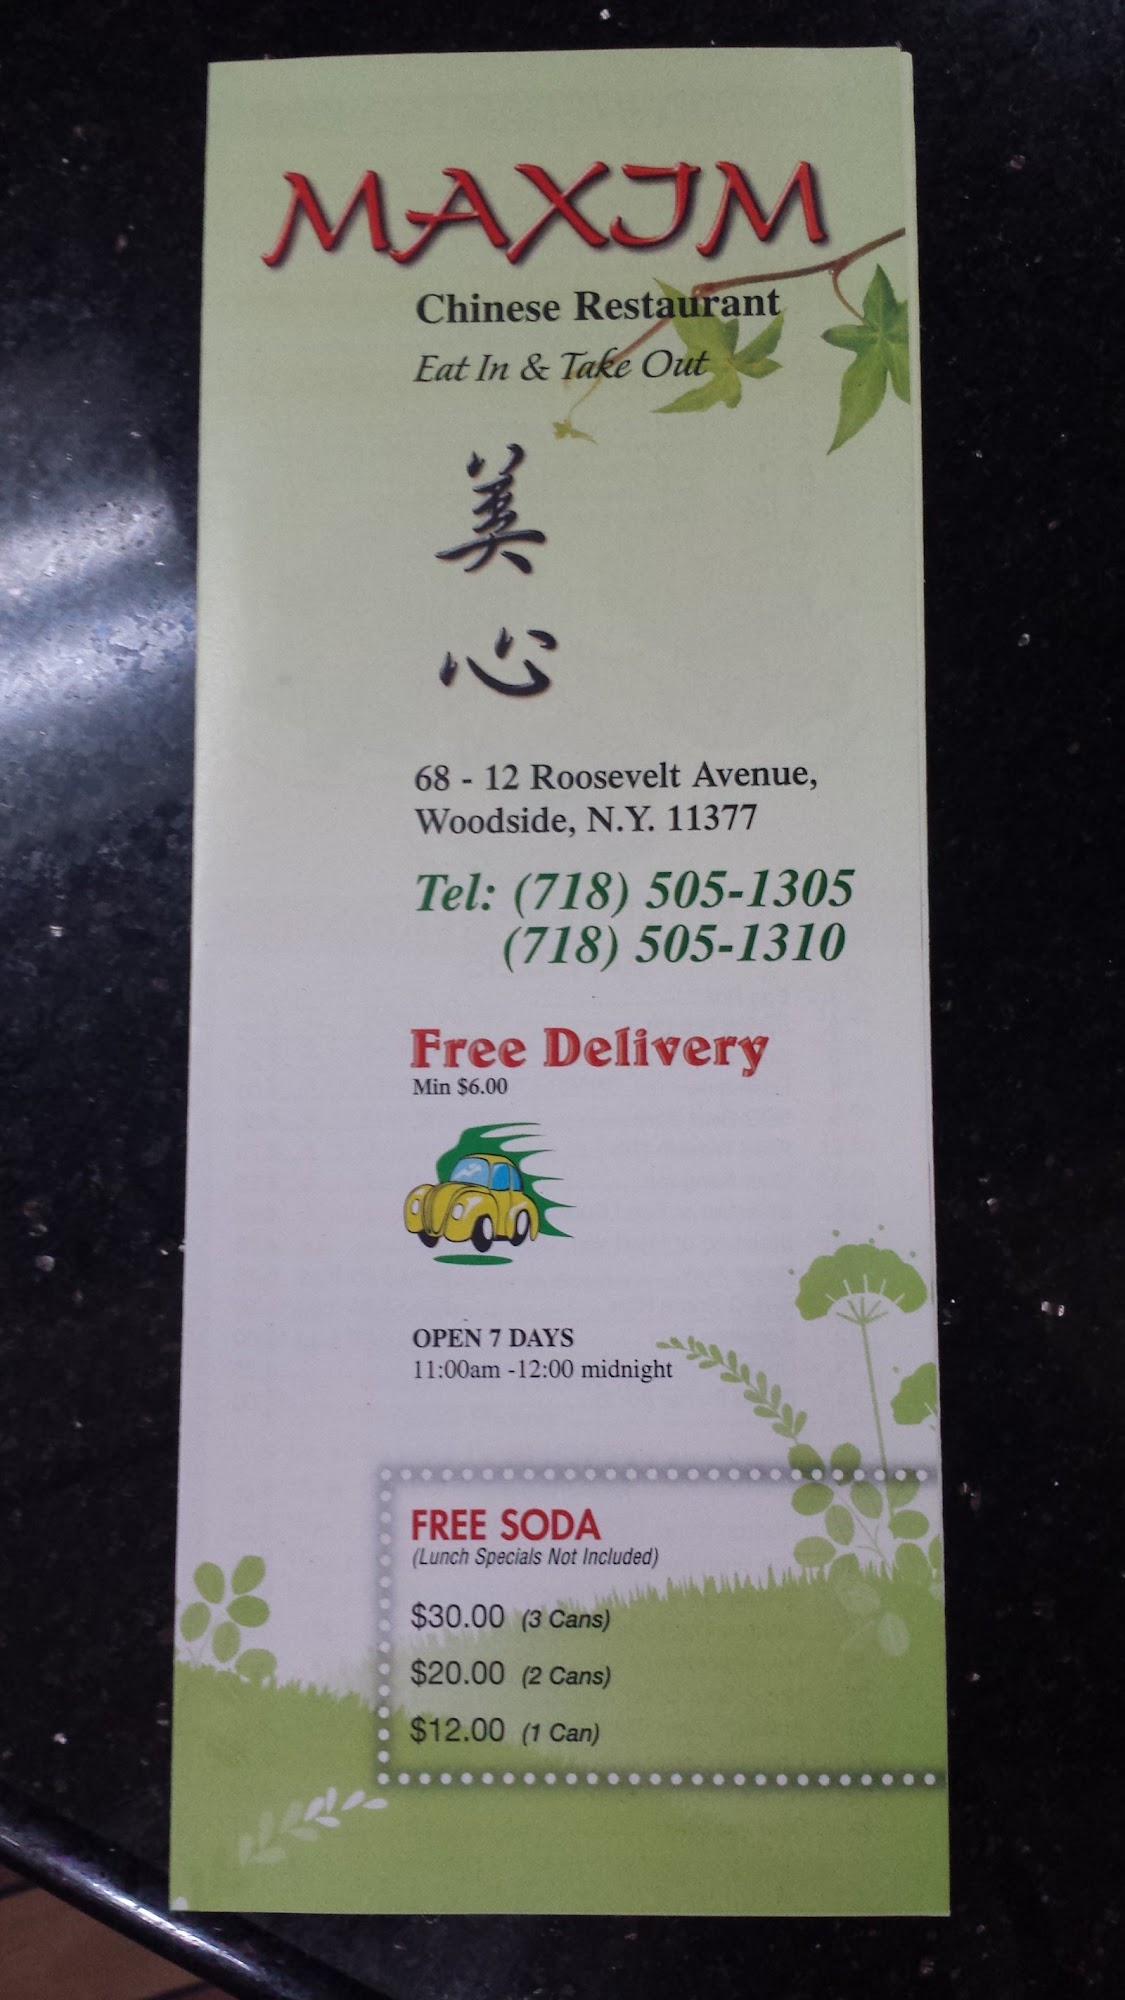 MAXIM
Chinese Restaurant
Eat In & Take Out
美
心
68 - 12 Roosevelt Avenue,
Woodside, N.Y. 11377
Tel: (718) 505-1305
(718) 505-1310
Free Delivery
Min $6.00
OPEN 7 DAYS
11:00am -12:00 midnight
FREE SODA
(Lunch Specials Not Included)
$30.00 (3 Cans)
$20.00 (2 Cans)
$12.00 (1 Can)